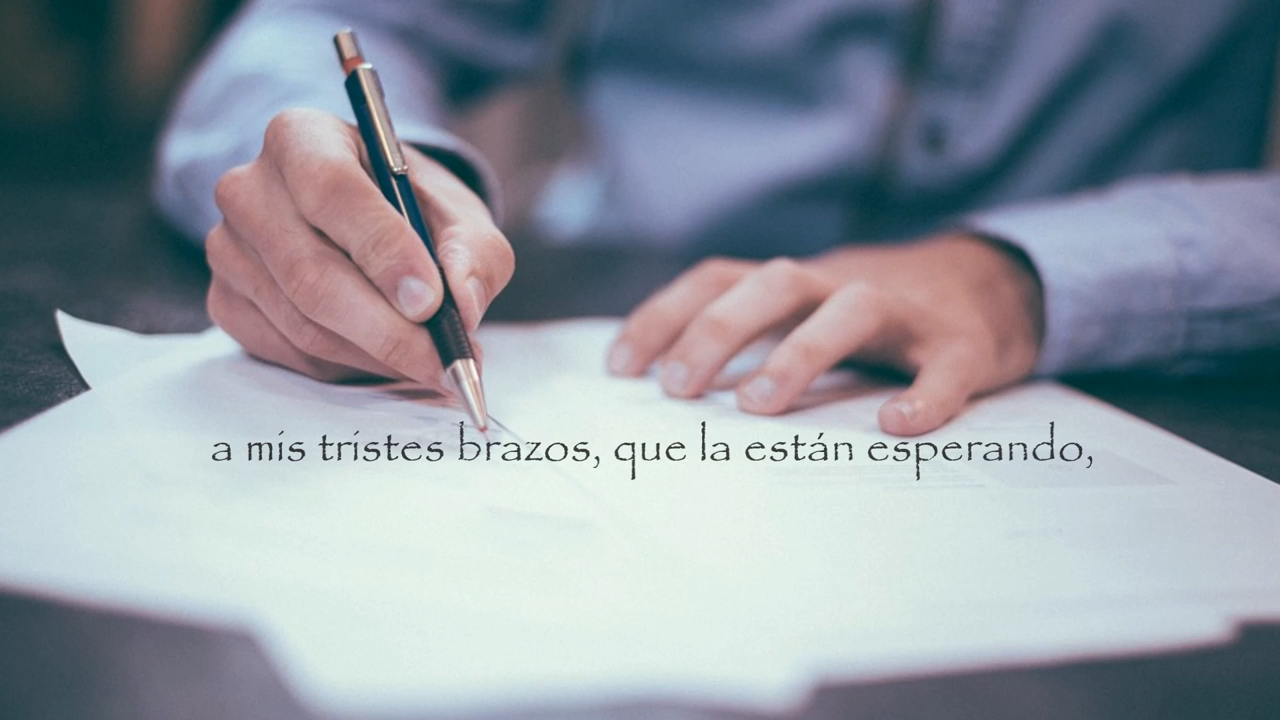 a mis tristes brazos, que la están esperando,